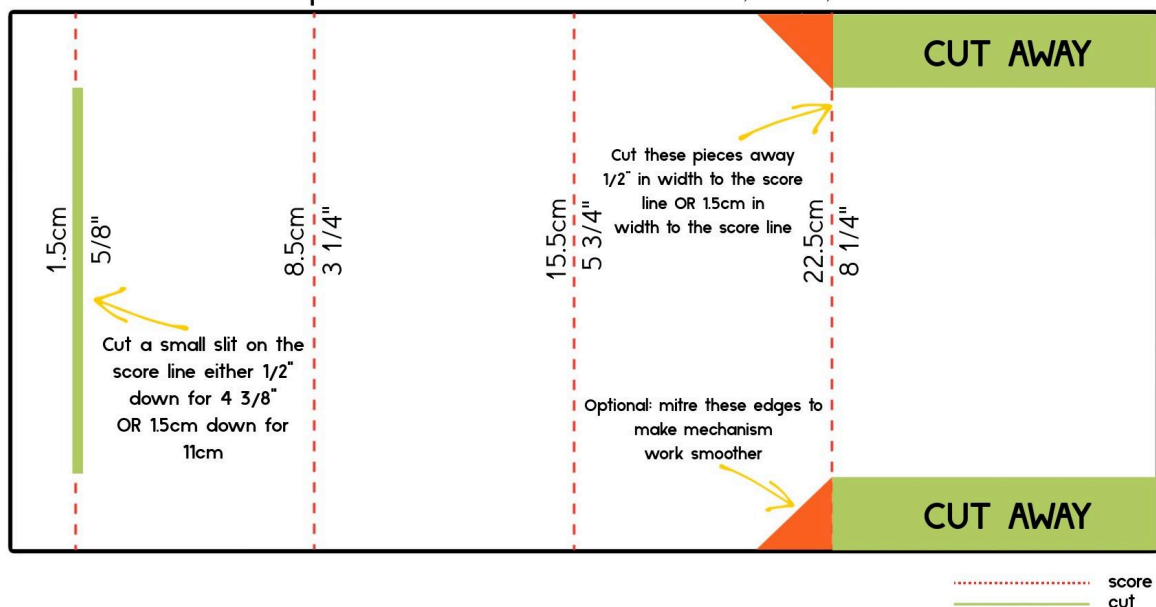 CUT AWAY
Cut these pieces away
1/2" in width to the score
line OR 1.5cm in
width to the score line
1.5cm
5/8"
8.5cm
3 1/4"
15.5cm
5 3/4"
22.5cm
8 1/4"
Cut a small slit on the
score line either 1/2"
down for 4 3/8"
OR 1.5cm down for
11cm
Optional: mitre these edges to
make mechanism
work smoother
CUT AWAY
score
cut